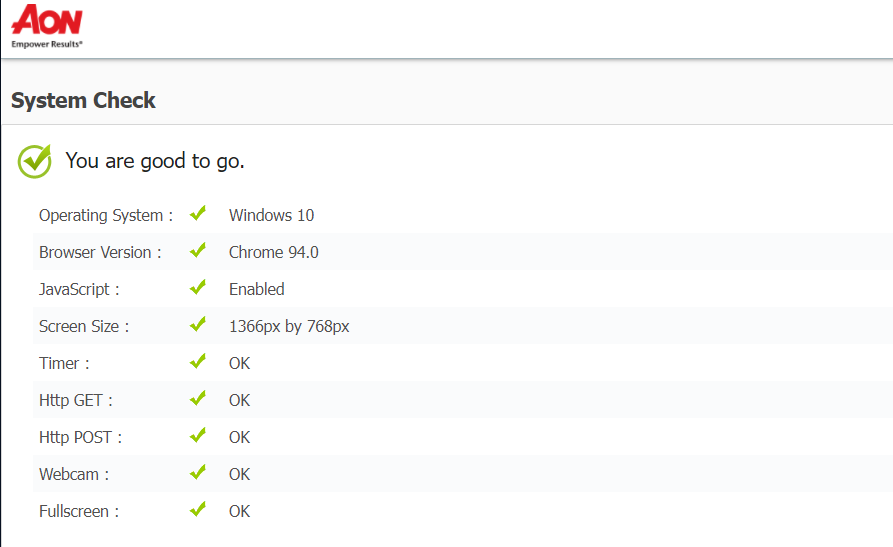 AON
Empower Results®
System Check
You are good to go.
Operating System : Windows 10
Browser Version : Chrome 94.0
JavaScript : Enabled
Screen Size : 1366px by 768px
Timer : OK
Http GET : OK
Http POST : OK
Webcam : OK
Fullscreen : OK